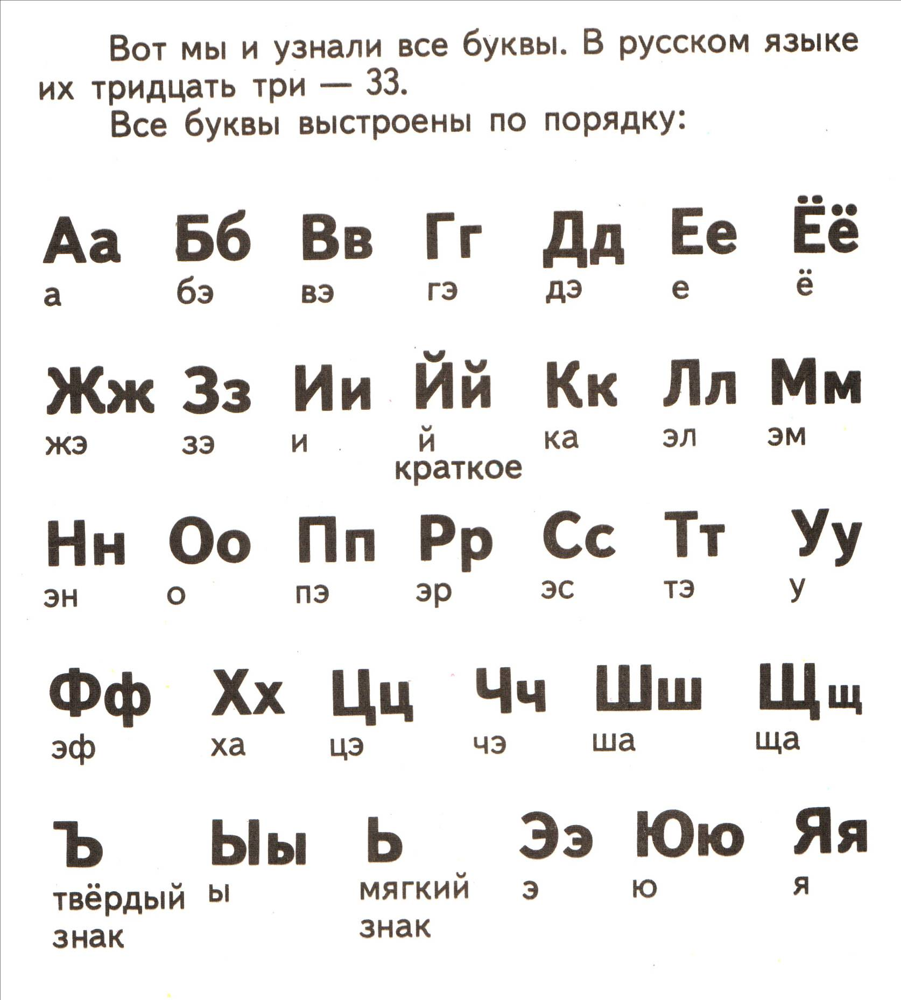 Вот мы и узнали все буквы. В русском языке
их тридцать три — 33.
Все буквы выстроены по порядку:
Аа Бб Вв Гг Дд Ее Ёё
а бэ вэ гэ дэ е ё
Жж Зз Ии Йй Кк Лл Мм
жэ зэ и й ка эл эм
краткое
Нн Оо Пп Рр Сс Тт Уу
эн о пэ эр эс тэ у
Фф Хх Цц Чч Шш Щщ
эф ха цэ чэ ша ща
Ъ Ыы Ь Ээ Юю Яя
твёрдый ы мягкий э ю я
знак знак